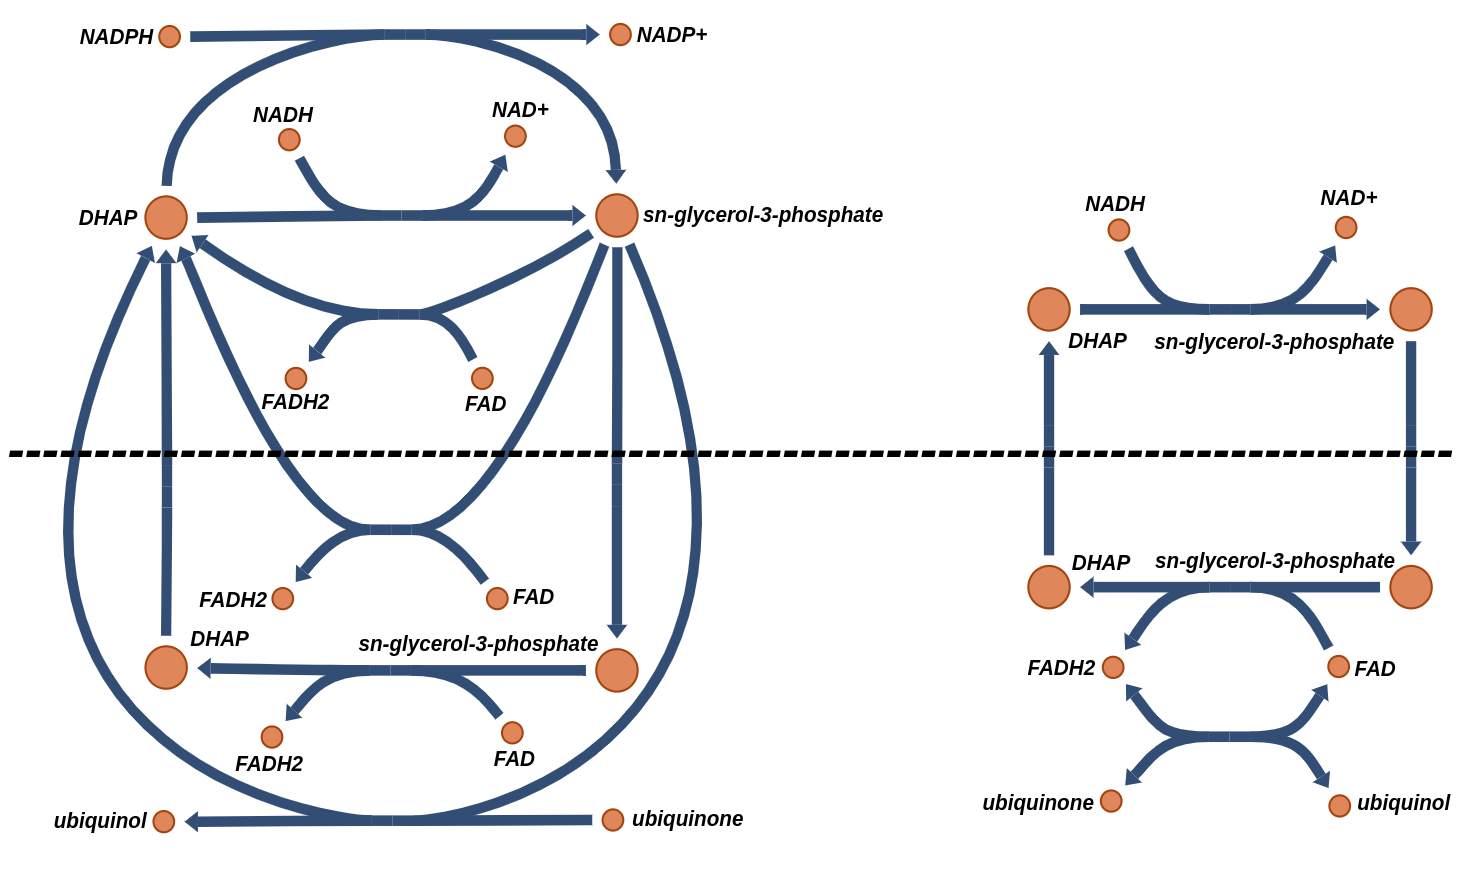 NADPH
NADP+
NADH
NAD+
DHAP
sn-glycerol-3-phosphate
FADH2
FAD
FADH2
FAD
DHAP
sn-glycerol-3-phosphate
FADH2
FAD
ubiquinol
ubiquinone
NADH
NAD+
DHAP
sn-glycerol-3-phosphate
DHAP
sn-glycerol-3-phosphate
FADH2
FAD
ubiquinone
ubiquinol